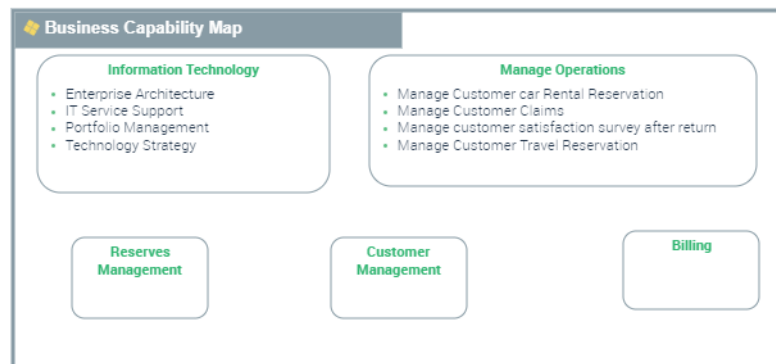 Business Capability Map
Information Technology
• Enterprise Architecture
• IT Service Support
• Portfolio Management
• Technology Strategy
Manage Operations
• Manage Customer car Rental Reservation
• Manage Customer Claims
• Manage customer satisfaction survey after return
• Manage Customer Travel Reservation
Reserves
Management
Customer
Management
Billing